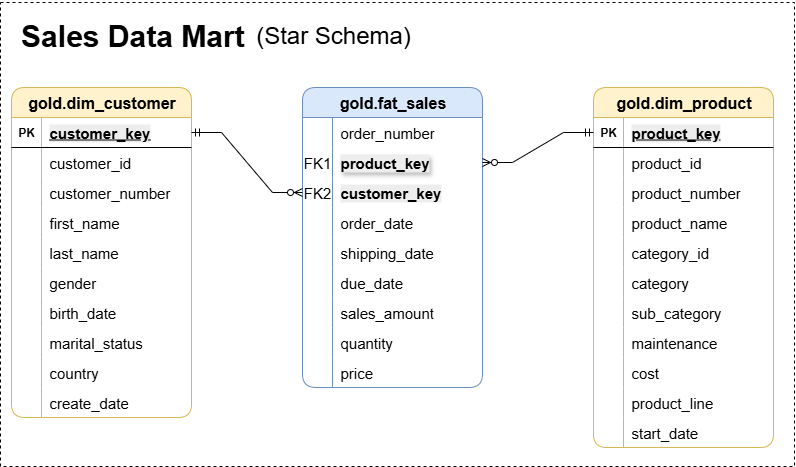 Sales Data Mart (Star Schema)
gold.dim_customer
PK customer_key
customer_id
customer_number
first_name
last_name
gender
birth_date
marital_status
country
create_date
gold.fat_sales
order_number
FK1 product_key
FK2 customer_key
order_date
shipping_date
due_date
sales_amount
quantity
price
gold.dim_product
PK product_key
product_id
product_number
product_name
category_id
category
sub_category
maintenance
cost
product_line
start_date